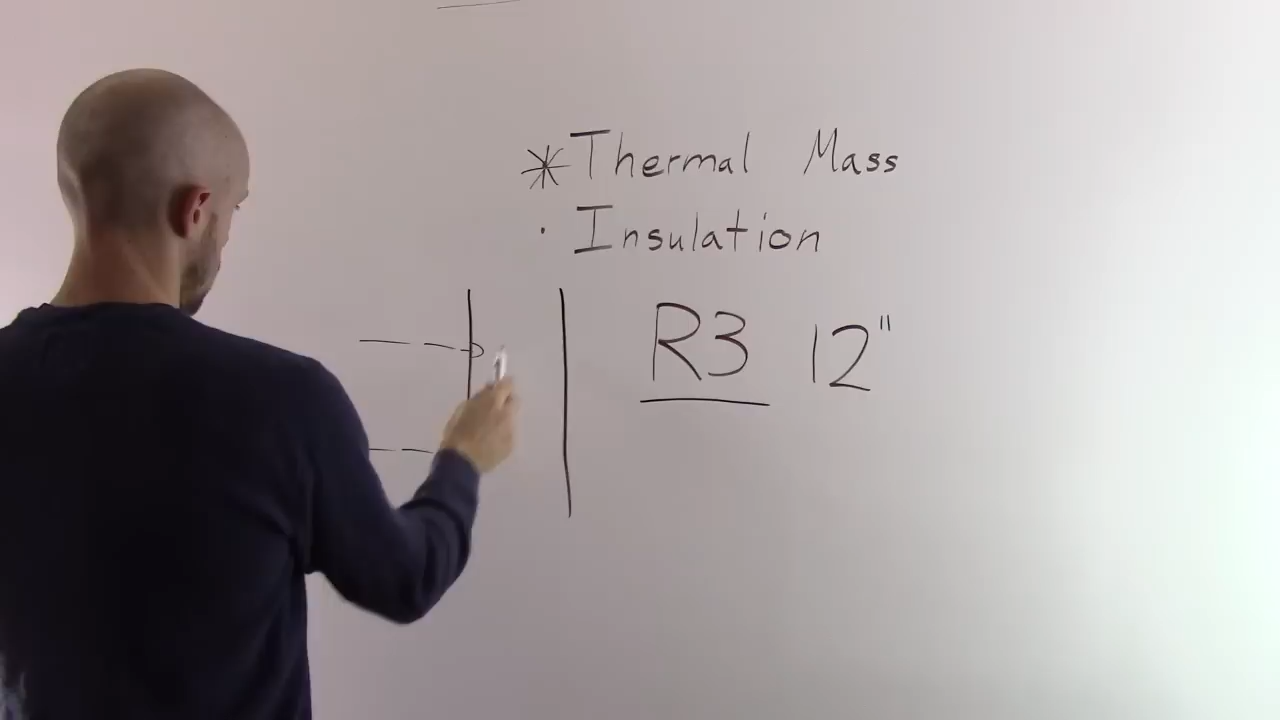 * Thermal Mass
· Insulation
R3 12"